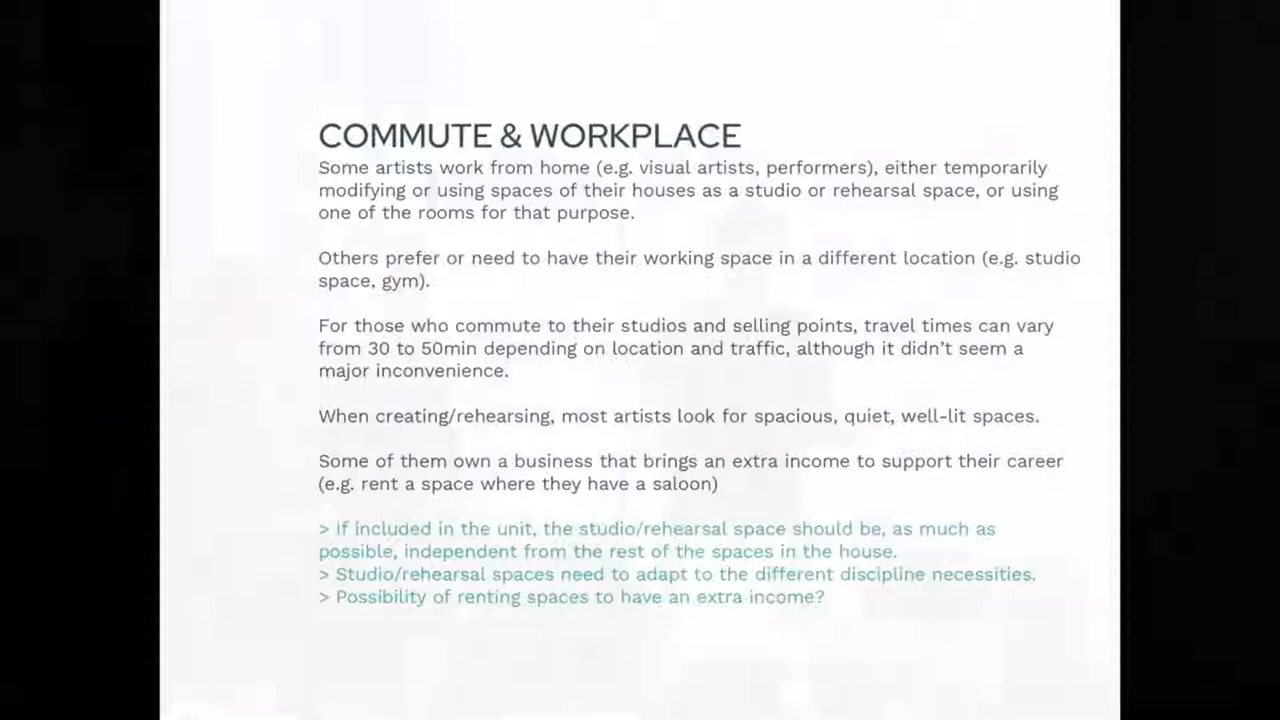 COMMUTE & WORKPLACE
Some artists work from home (e.g. visual artists, performers), either temporarily
modifying or using spaces of their houses as a studio or rehearsal space, or using
one of the rooms for that purpose.
Others prefer or need to have their working space in a different location (e.g. studio
space, gym).
For those who commute to their studios and selling points, travel times can vary
from 30 to 50min depending on location and traffic, although it didn't seem a
major inconvenience.
When creating/rehearsing, most artists look for spacious, quiet, well-lit spaces.
Some of them own a business that brings an extra income to support their career
(e.g. rent a space where they have a saloon)
> If included in the unit, the studio/rehearsal space should be, as much as
possible, independent from the rest of the spaces in the house.
> Studio/rehearsal spaces need to adapt to the different discipline necessities.
> Possibility of renting spaces to have an extra income?